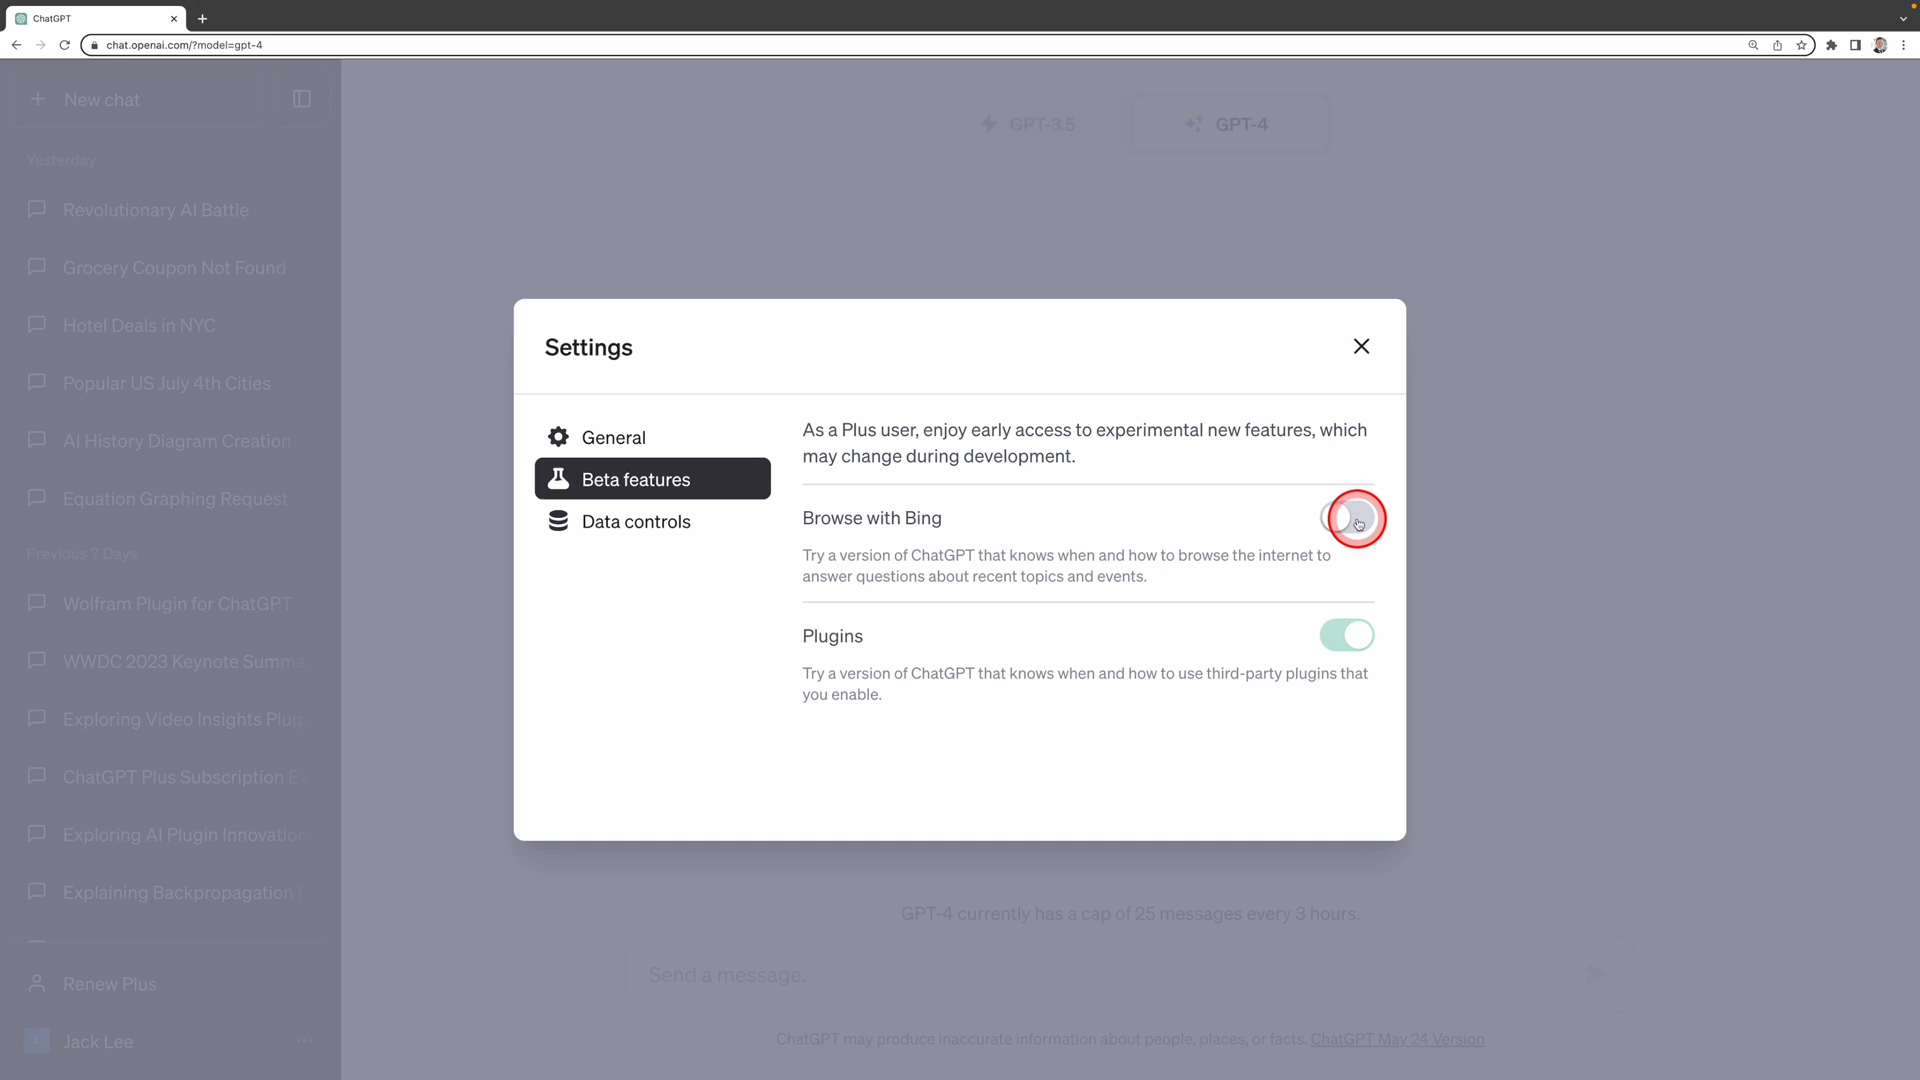 ChatGPT
chat.openai.com/?model=gpt-4
New chat
GPT-3.5
GPT-4
Yesterday
Revolutionary AI Battle
Grocery Coupon Not Found
Hotel Deals in NYC
Popular US July 4th Cities
AI History Diagram Creation
Equation Graphing Request
Previous 7 Days
Wolfram Plugin for ChatGPT
WWDC 2023 Keynote Summa
Exploring Video Insights Plug
ChatGPT Plus Subscription Ex
Exploring AI Plugin Innovation
Explaining Backpropagation F
Renew Plus
Jack Lee
Settings
General
Beta features
Data controls
As a Plus user, enjoy early access to experimental new features, which
may change during development.
Browse with Bing
Try a version of ChatGPT that knows when and how to browse the internet to
answer questions about recent topics and events.
Plugins
Try a version of ChatGPT that knows when and how to use third-party plugins that
you enable.
GPT-4 currently has a cap of 25 messages every 3 hours.
Send a message.
ChatGPT may produce inaccurate information about people, places, or facts. ChatGPT May 24 Version